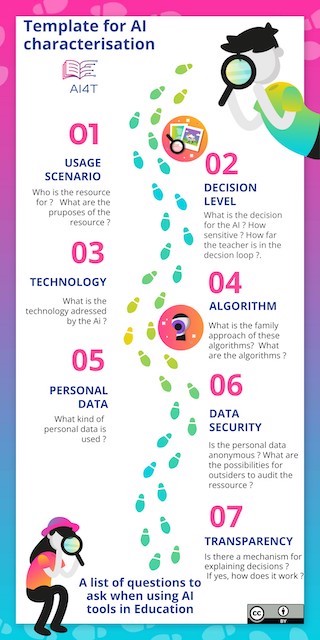 Template for AI
characterisation
AI4T
01
USAGE
SCENARIO
Who is the resource
for ? What are the
pruposes of the
resource ?
02
DECISION
LEVEL
What is the decision
for the AI ? How
sensitive ? How far
the teacher is in the
decsion loop ?.
03
TECHNOLOGY
What is the
technology adressed
by the Ai ?
04
ALGORITHM
What is the family
approach of these
algorithms? What
are the algorithms ?
05
PERSONAL
DATA
What kind of
personal data is
used ?
06
DATA
SECURITY
Is the personal data
anonymous ? What are
the possibilities for
outsiders to audit the
ressource ?
07
TRANSPARENCY
Is there a mechanism for
explaining decisions ?
If yes, how does it work ?
A list of questions to
ask when using AI
tools in Education
cc
BY